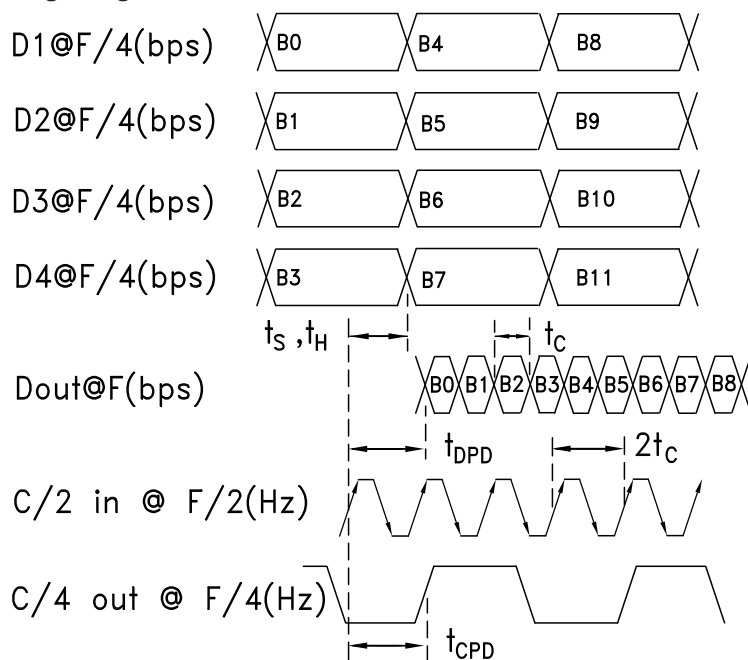 D1@F/4(bps) B0 B4 B8
D2@F/4(bps) B1 B5 B9
D3@F/4(bps) B2 B6 B10
D4@F/4(bps) B3 B7 B11
tS ,tH tC
Dout@F(bps) B0 B1 B2 B3 B4 B5 B6 B7 B8
tDPD 2tC
C/2 in @ F/2(Hz)
C/4 out @ F/4(Hz)
tCPD